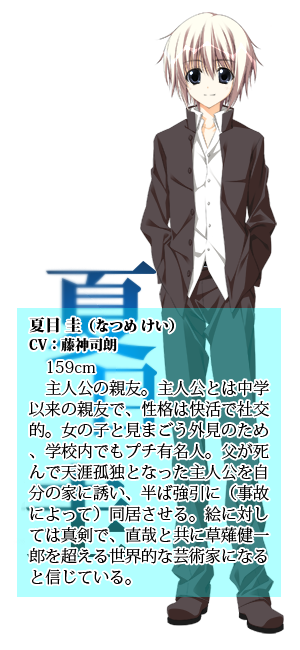 夏目 圭（なつめ けい）
CV：藤神司朗
159cm
主人公の親友。主人公とは中学
以来の親友で、性格は快活で社交
的。女の子と見まごう外見のため
、学校内でもプチ有名人。父が死
んで天涯孤独となった主人公を自
分の家に誘い、半ば強引に（事故
によって）同居させる。絵に対し
ては真剣で、直哉と共に草薙健一
郎を超える世界的な芸術家になる
と信じている。
夏目圭